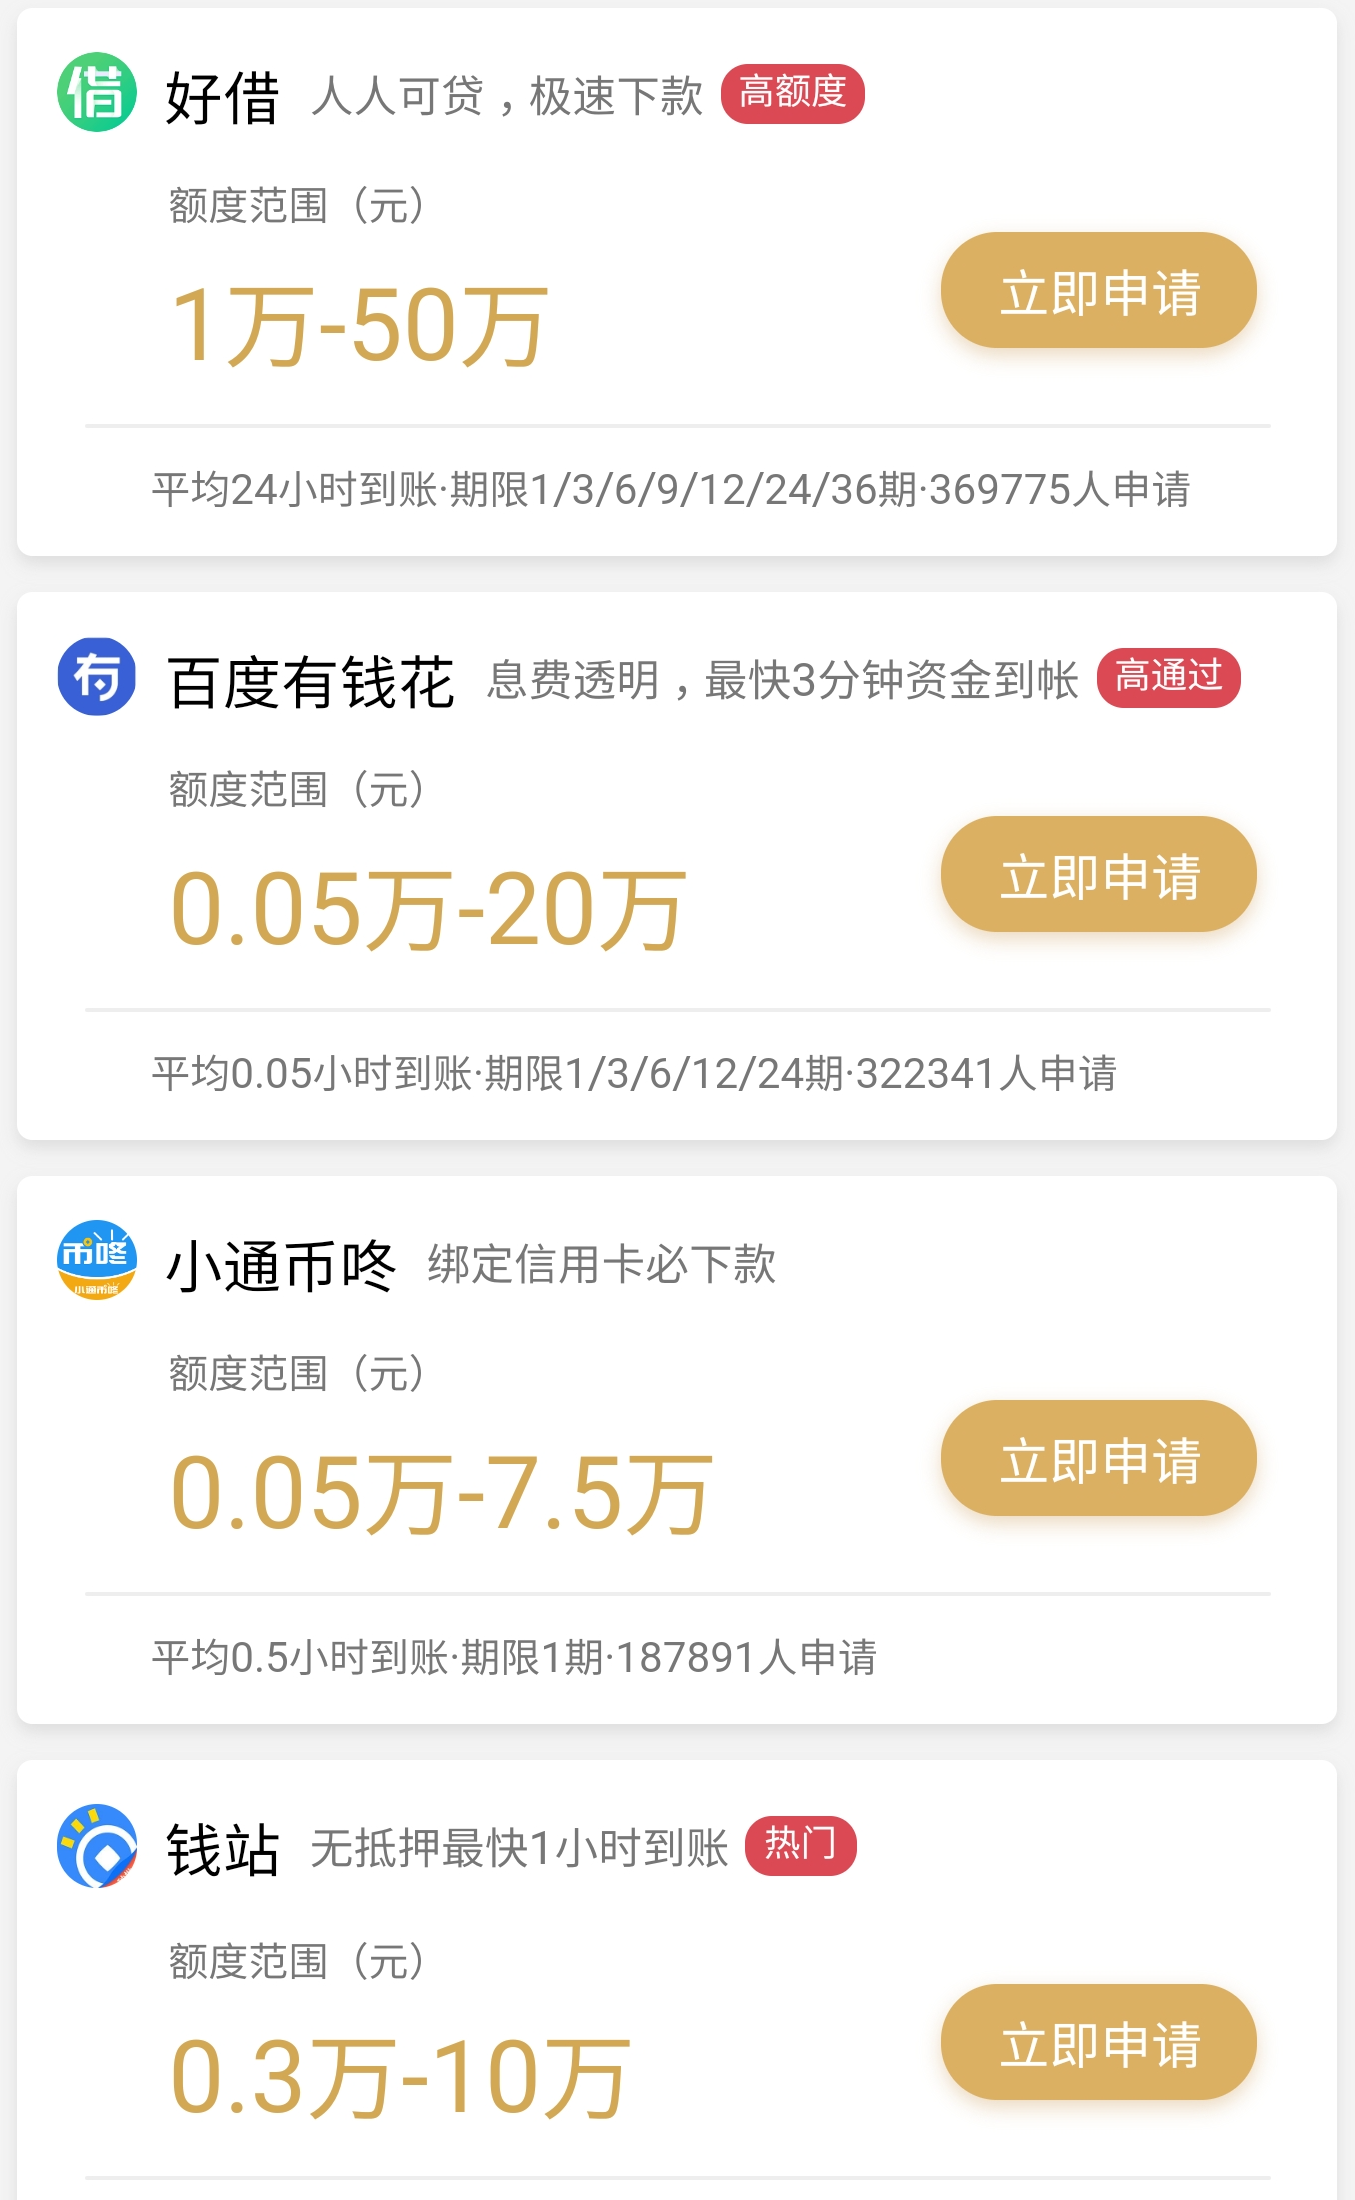 借 好借 人人可贷，极速下款 高额度
额度范围（元）
1万-50万 立即申请
平均24小时到账·期限1/3/6/9/12/24/36期·369775人申请
百度有钱花 息费透明，最快3分钟资金到帐 高通过
额度范围（元）
0.05万-20万 立即申请
平均0.05小时到账·期限1/3/6/12/24期·322341人申请
币咚 小通币咚 小通币咚 绑定信用卡必下款
额度范围（元）
0.05万-7.5万 立即申请
平均0.5小时到账·期限1期·187891人申请
钱站 无抵押最快1小时到账 热门
额度范围（元）
0.3万-10万 立即申请